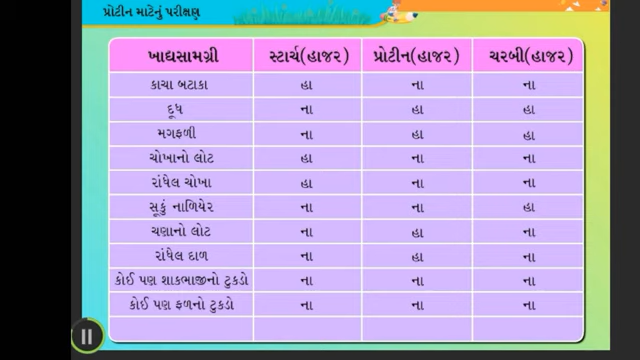 પ્રોટીન માટેનું પરીક્ષણ
ખાદ્યસામગ્રી સ્ટાર્ચ(હાજર) પ્રોટીન(હાજર) ચરબી(હાજર)
કાચા બટાકા હા ના ના
દૂધ ના હા હા
મગફળી ના હા હા
ચોખાનો લોટ હા ના ના
રાંધેલ ચોખા હા ના ના
સૂકું નાળિયેર ના ના હા
ચણાનો લોટ ના હા ના
રાંધેલ દાળ ના હા ના
કોઈ પણ શાકભાજીનો ટુકડો ના ના ના
કોઈ પણ ફળનો ટુકડો ના ના ના